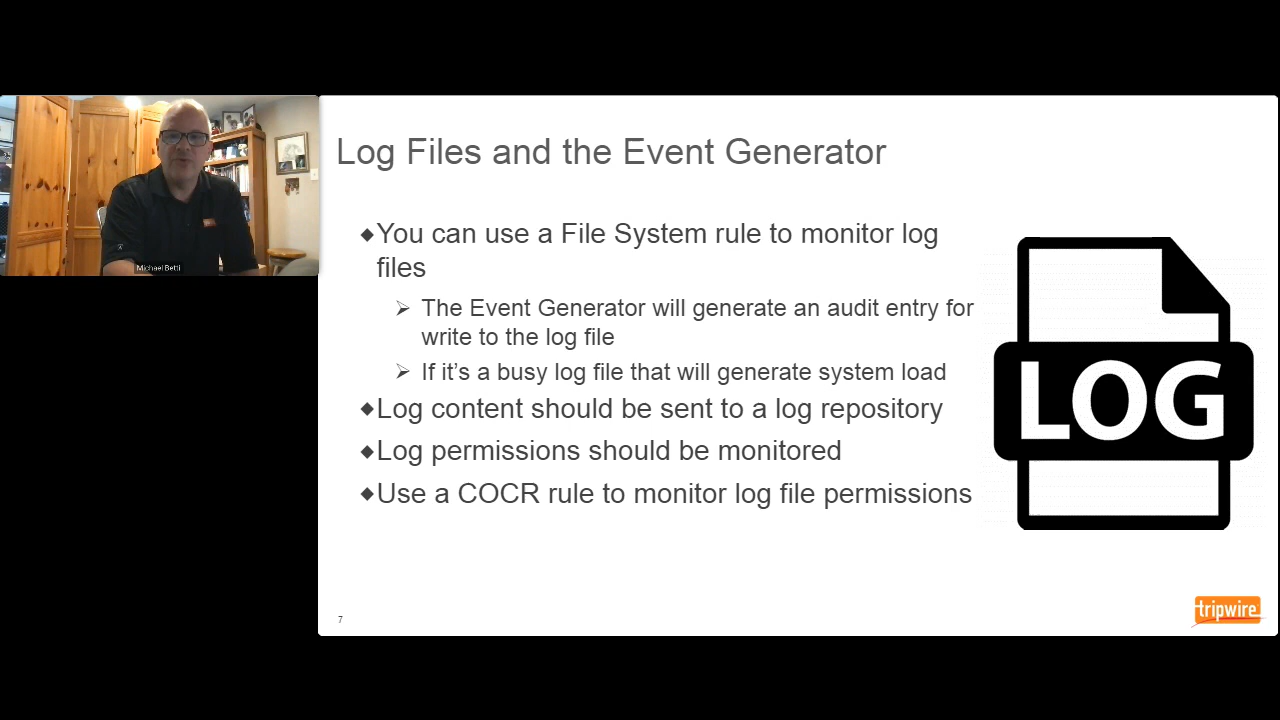 Michael Betti
Log Files and the Event Generator
◆You can use a File System rule to monitor log
files
➢ The Event Generator will generate an audit entry for
write to the log file
➢ If it’s a busy log file that will generate system load
◆Log content should be sent to a log repository
◆Log permissions should be monitored
◆Use a COCR rule to monitor log file permissions
LOG
7
tripwire